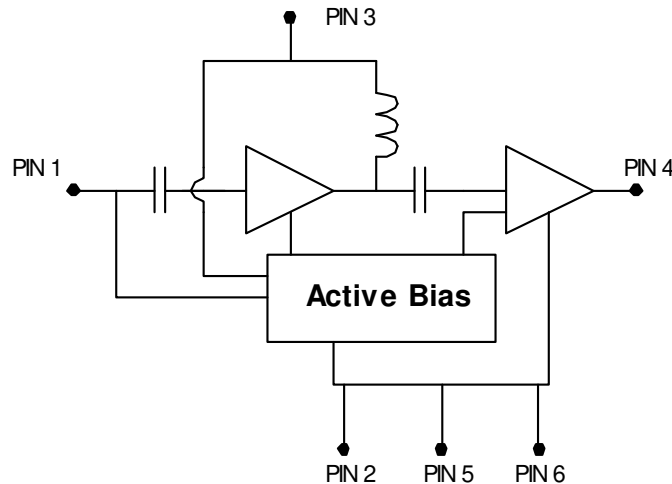 PIN 3
PIN 1
PIN 4
Active Bias
PIN 2
PIN 5
PIN 6